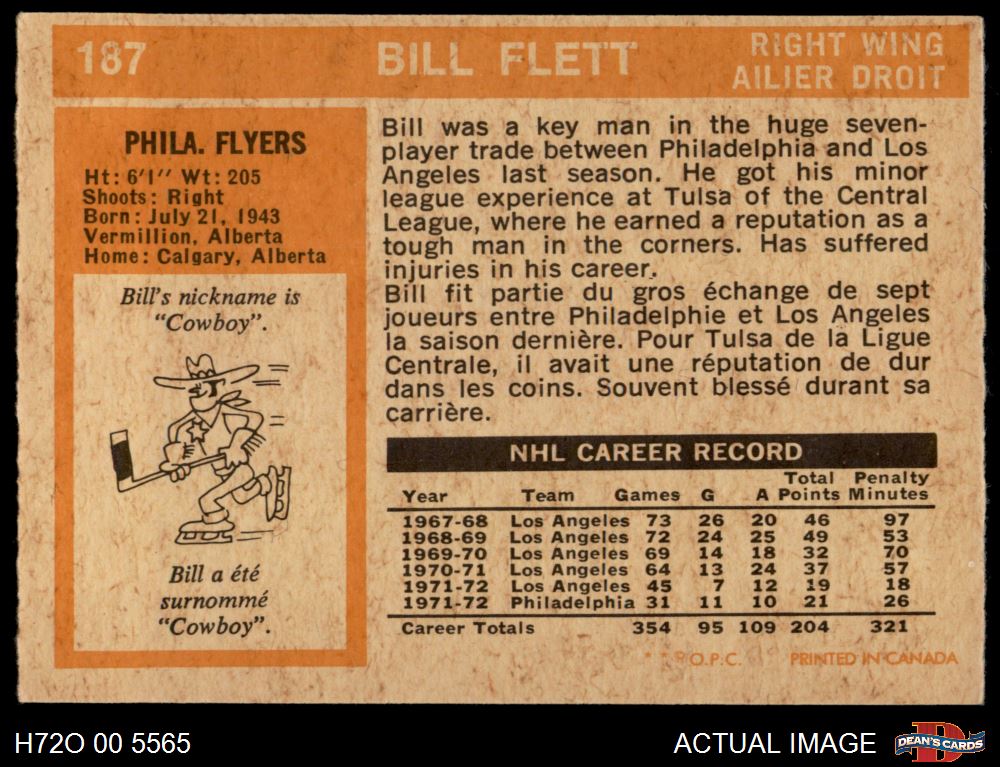 187
BILL FLETT
RIGHT WING
AILIER DROIT
PHILA. FLYERS
Ht: 6'1" Wt: 205
Shoots: Right
Born: July 21, 1943
Vermillion, Alberta
Home: Calgary, Alberta
Bill's nickname is
"Cowboy".
Bill a été
surnommé
"Cowboy".
Bill was a key man in the huge seven-
player trade between Philadelphia and Los
Angeles last season. He got his minor
league experience at Tulsa of the Central
League, where he earned a reputation as a
tough man in the corners. Has suffered
injuries in his career.
Bill fit partie du gros échange de sept
joueurs entre Philadelphie et Los Angeles
la saison dernière. Pour Tulsa de la Ligue
Centrale, il avait une réputation de dur
dans les coins. Souvent blessé durant sa
carrière.
NHL CAREER RECORD
Year Team Games G A Total Points Penalty Minutes
1967-68 Los Angeles 73 26 20 46 97
1968-69 Los Angeles 72 24 25 49 53
1969-70 Los Angeles 69 14 18 32 70
1970-71 Los Angeles 64 13 24 37 57
1971-72 Los Angeles 45 7 12 19 18
1971-72 Philadelphia 31 11 10 21 26
Career Totals 354 95 109 204 321
O.P.C. PRINTED IN CANADA
H72O 00 5565
ACTUAL IMAGE
D
DEAN'S CARDS